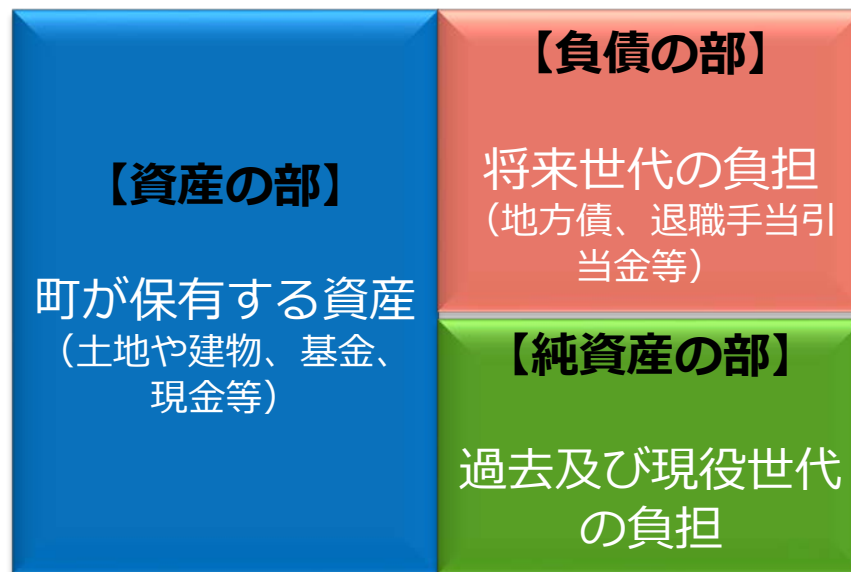 【資産の部】
町が保有する資産
（土地や建物、基金、
現金等）
【負債の部】
将来世代の負担
（地方債、退職手当引
当金等）
【純資産の部】
過去及び現役世代
の負担